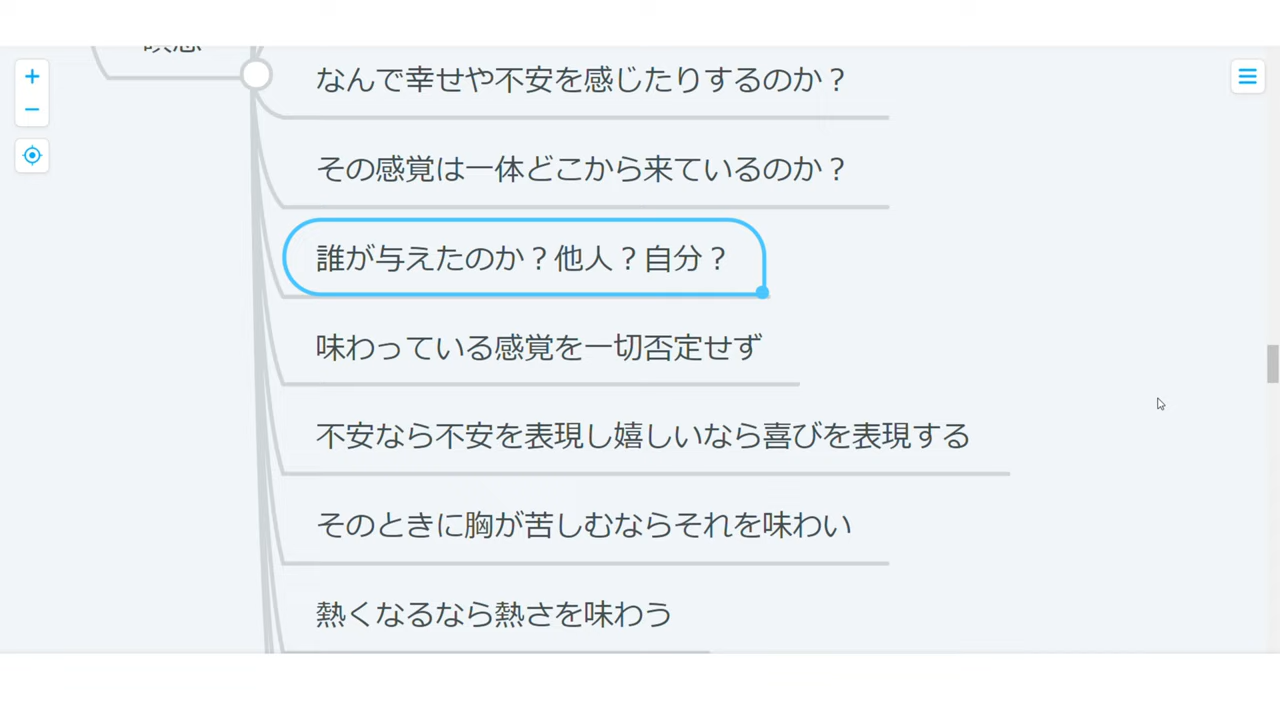 なんで幸せや不安を感じたりするのか？
その感覚は一体どこから来ているのか？
誰が与えたのか？他人？自分？
味わっている感覚を一切否定せず
不安なら不安を表現し嬉しいなら喜びを表現する
そのときに胸が苦しむならそれを味わい
熱くなるなら熱さを味わう